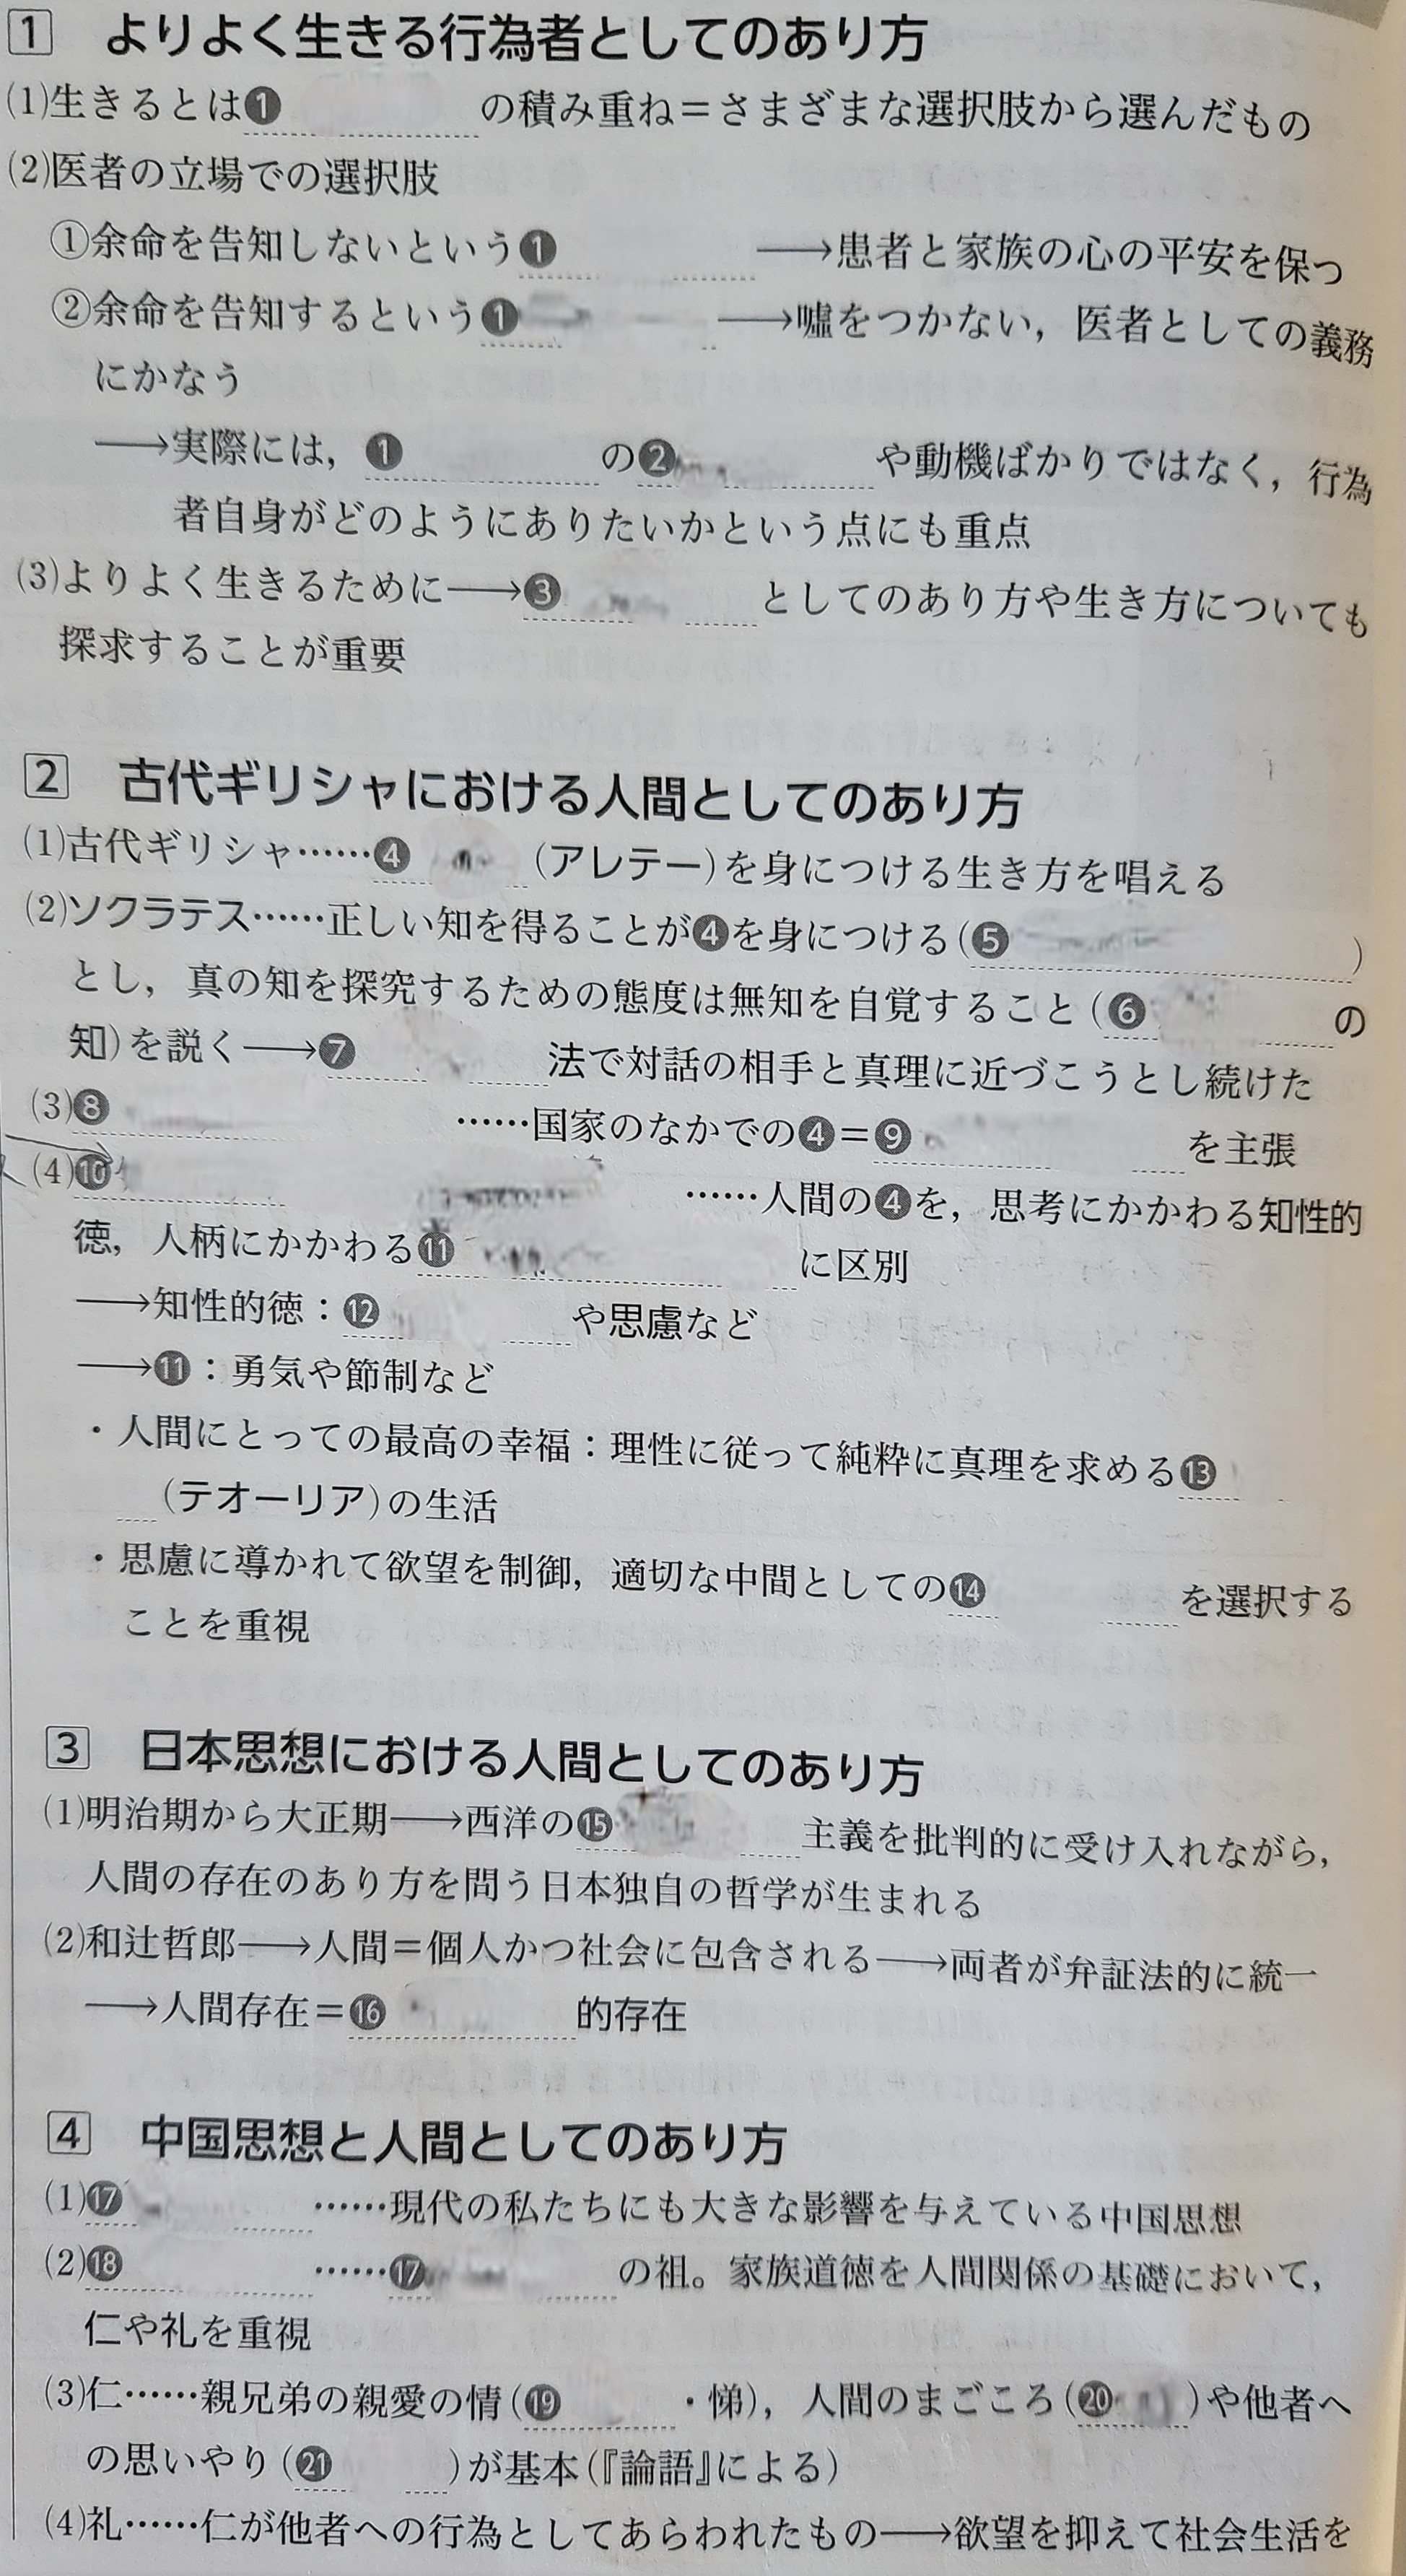 1 よりよく生きる行為者としてのあり方
(1)生きるとは❶の積み重ね＝さまざまな選択肢から選んだもの
(2)医者の立場での選択肢
①余命を告知しないという❶⟶患者と家族の心の平安を保つ
②余命を告知するという❶⟶嘘をつかない，医者としての義務
にかなう
⟶実際には，❶の❷や動機ばかりではなく，行為
者自身がどのようにありたいかという点にも重点
(3)よりよく生きるために⟶❸としてのあり方や生き方についても
探求することが重要
2 古代ギリシャにおける人間としてのあり方
(1)古代ギリシャ……❹(アレテー)を身につける生き方を唱える
(2)ソクラテス……正しい知を得ることが❹を身につける(❺)
とし，真の知を探究するための態度は無知を自覚すること(❻の
知)を説く⟶❼法で対話の相手と真理に近づこうとし続けた
(3)❽……国家のなかでの❹＝❾を主張
(4)❿……人間の❹を，思考にかかわる知性的
徳，人柄にかかわる⓫に区別
⟶知性的徳：⓬や思慮など
⟶⓫：勇気や節制など
・人間にとっての最高の幸福：理性に従って純粋に真理を求める⓭
(テオーリア)の生活
・思慮に導かれて欲望を制御，適切な中間としての⓮を選択する
ことを重視
3 日本思想における人間としてのあり方
(1)明治期から大正期⟶西洋の⓯主義を批判的に受け入れながら，
人間の存在のあり方を問う日本独自の哲学が生まれる
(2)和辻哲郎⟶人間＝個人かつ社会に包含される⟶両者が弁証法的に統一
⟶人間存在＝⓰的存在
4 中国思想と人間としてのあり方
(1)⓱……現代の私たちにも大きな影響を与えている中国思想
(2)⓲……⓱の祖。家族道徳を人間関係の基礎において，
仁や礼を重視
(3)仁……親兄弟の親愛の情(⓳・悌)，人間のまごころ(⓴)や他者へ
の思いやり(㉑)が基本(『論語』による)
(4)礼……仁が他者への行為としてあらわれたもの⟶欲望を抑えて社会生活を